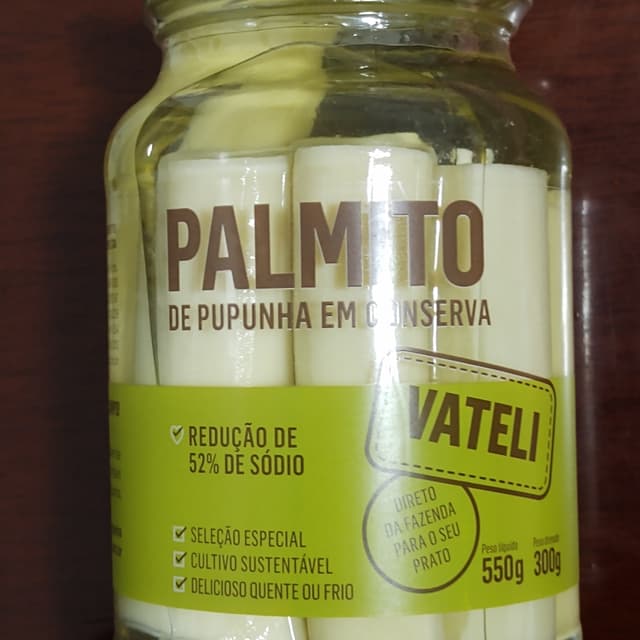 PALMITO
DE PUPUNHA EM CONSERVA
VATELI
REDUÇÃO DE
52% DE SÓDIO
DIRETO
DA FAZENDA
PARA O SEU
PRATO
SELEÇÃO ESPECIAL
CULTIVO SUSTENTÁVEL
DELICIOSO QUENTE OU FRIO
Peso líquido
550g
Peso drenado
300g